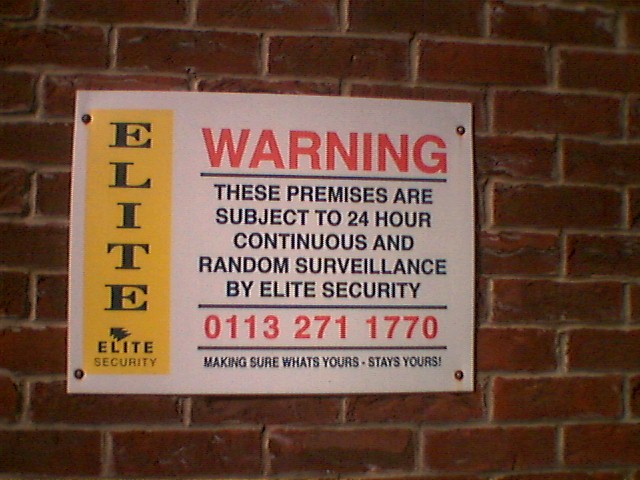 E
L
I
T
E
ELITE
SECURITY
WARNING
THESE PREMISES ARE
SUBJECT TO 24 HOUR
CONTINUOUS AND
RANDOM SURVEILLANCE
BY ELITE SECURITY
0113 271 1770
MAKING SURE WHATS YOURS - STAYS YOURS!